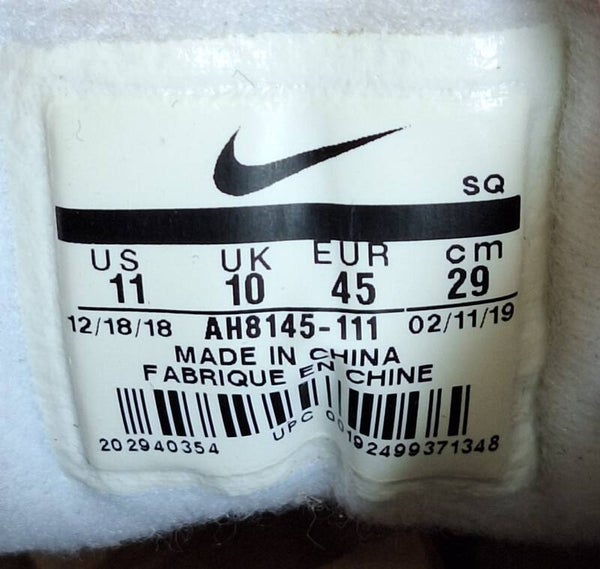 SQ
US UK EUR cm
11 10 45 29
12/18/18 AH8145-111 02/11/19
MADE IN CHINA
FABRIQUE EN CHINE
202940354 UPC 00192499371348